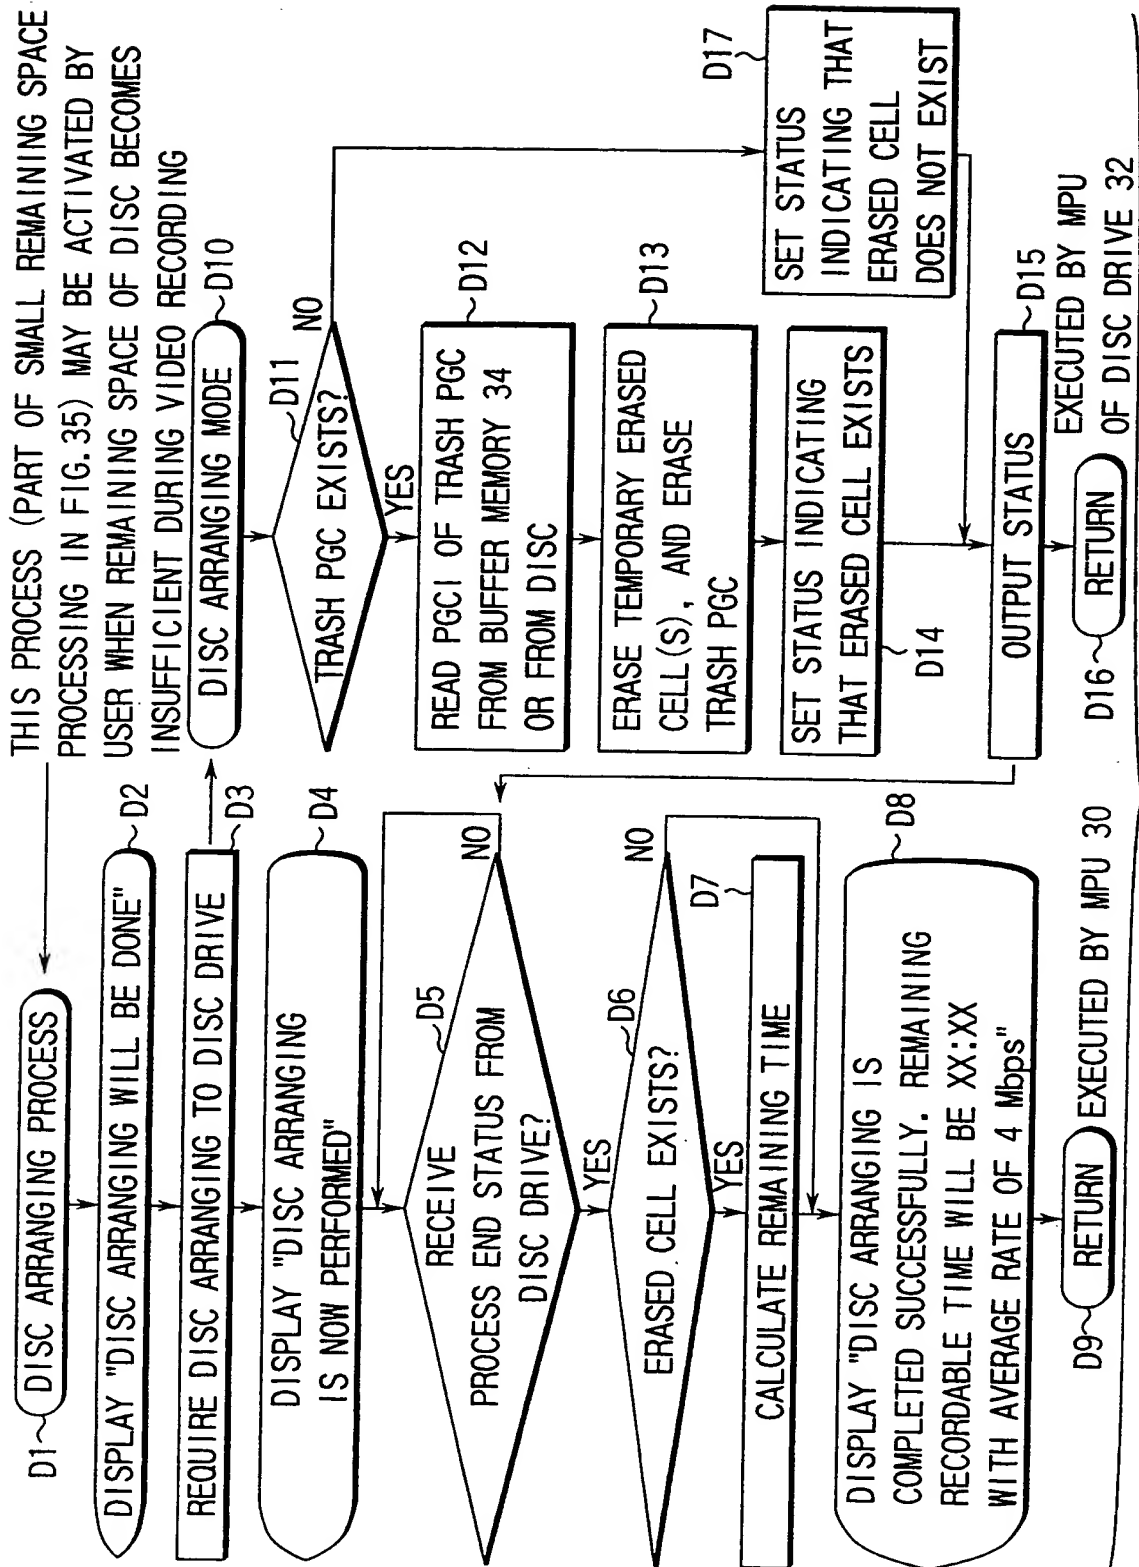 THIS PROCESS (PART OF SMALL REMAINING SPACE
PROCESSING IN FIG.35) MAY BE ACTIVATED BY
USER WHEN REMAINING SPACE OF DISC BECOMES
INSUFFICIENT DURING VIDEO RECORDING
D1
DISC ARRANGING PROCESS
D2
DISPLAY "DISC ARRANGING WILL BE DONE"
D3
REQUIRE DISC ARRANGING TO DISC DRIVE
D4
DISPLAY "DISC ARRANGING
IS NOW PERFORMED"
D5
RECEIVE
PROCESS END STATUS FROM
DISC DRIVE?
NO
YES
D6
ERASED CELL EXISTS?
NO
YES
D7
CALCULATE REMAINING TIME
D8
DISPLAY "DISC ARRANGING IS
COMPLETED SUCCESSFULLY. REMAINING
RECORDABLE TIME WILL BE XX:XX
WITH AVERAGE RATE OF 4 Mbps"
D9
RETURN
EXECUTED BY MPU 30
D10
DISC ARRANGING MODE
D11
TRASH PGC EXISTS?
NO
YES
D12
READ PGCI OF TRASH PGC
FROM BUFFER MEMORY 34
OR FROM DISC
D13
ERASE TEMPORARY ERASED
CELL(S), AND ERASE
TRASH PGC
SET STATUS INDICATING
THAT ERASED CELL EXISTS
D14
D17
SET STATUS
INDICATING THAT
ERASED CELL
DOES NOT EXIST
D15
OUTPUT STATUS
D16
RETURN
EXECUTED BY MPU
OF DISC DRIVE 32